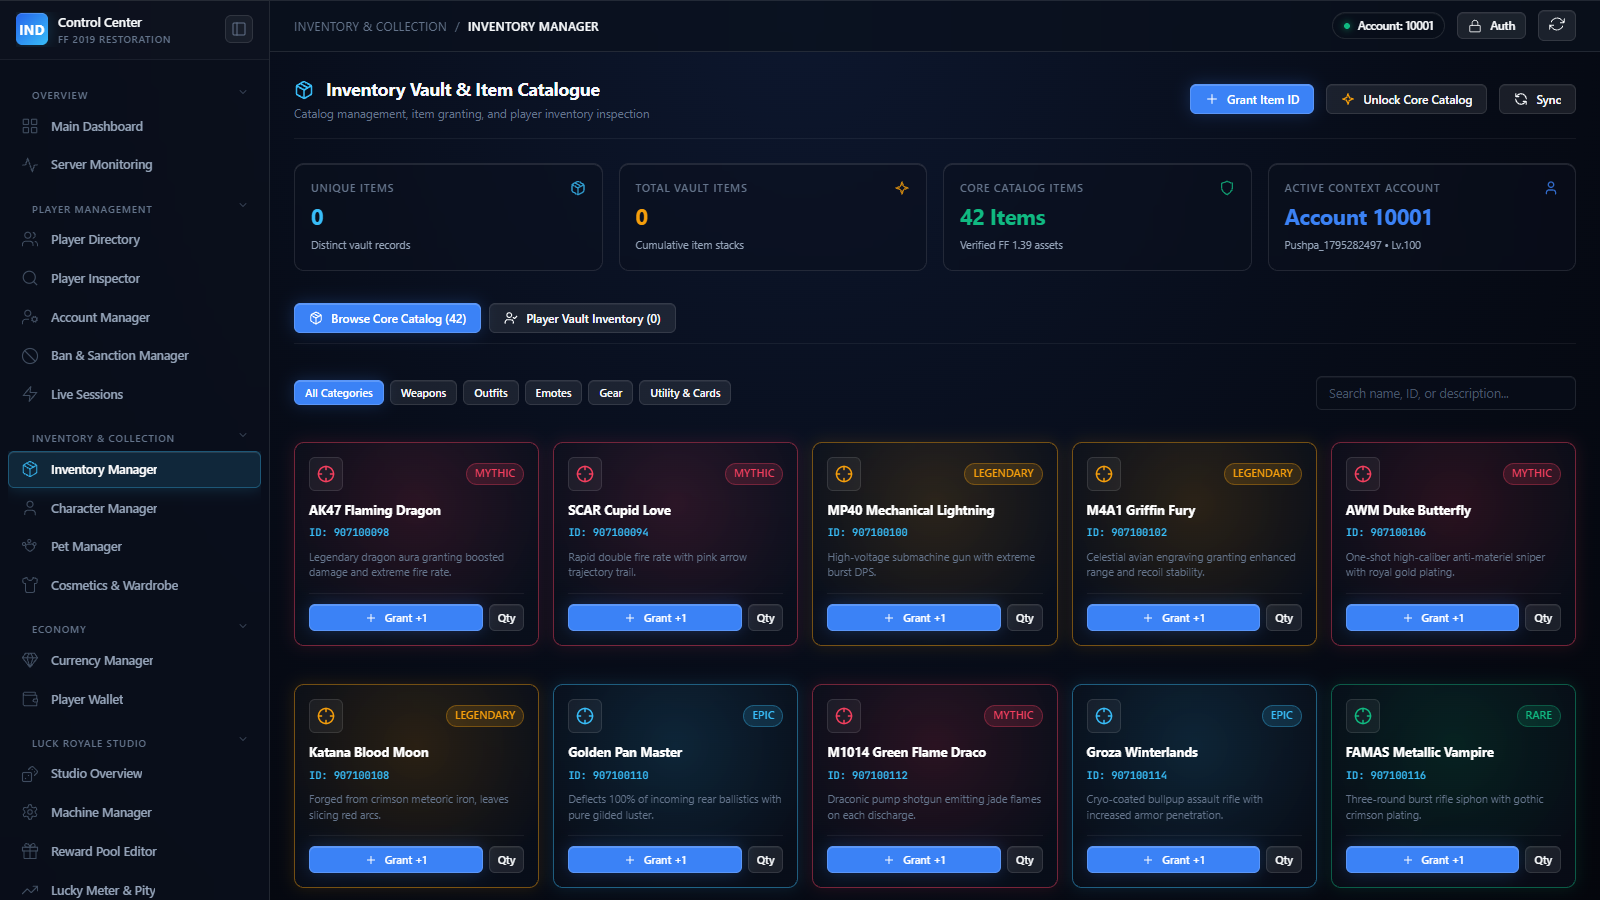 IND
Control Center
FF 2019 RESTORATION
INVENTORY & COLLECTION / INVENTORY MANAGER
Account: 10001
Auth
OVERVIEW
Main Dashboard
Server Monitoring
PLAYER MANAGEMENT
Player Directory
Player Inspector
Account Manager
Ban & Sanction Manager
Live Sessions
INVENTORY & COLLECTION
Inventory Manager
Character Manager
Pet Manager
Cosmetics & Wardrobe
ECONOMY
Currency Manager
Player Wallet
LUCK ROYALE STUDIO
Studio Overview
Machine Manager
Reward Pool Editor
Lucky Meter & Pity
Inventory Vault & Item Catalogue
Catalog management, item granting, and player inventory inspection
Grant Item ID
Unlock Core Catalog
Sync
UNIQUE ITEMS
0
Distinct vault records
TOTAL VAULT ITEMS
0
Cumulative item stacks
CORE CATALOG ITEMS
42 Items
Verified FF 1.39 assets
ACTIVE CONTEXT ACCOUNT
Account 10001
Pushpa_1795282497 • Lv.100
Browse Core Catalog (42)
Player Vault Inventory (0)
All Categories
Weapons
Outfits
Emotes
Gear
Utility & Cards
Search name, ID, or description...
MYTHIC
AK47 Flaming Dragon
ID: 907100098
Legendary dragon aura granting boosted
damage and extreme fire rate.
Grant +1
Qty
MYTHIC
SCAR Cupid Love
ID: 907100094
Rapid double fire rate with pink arrow
trajectory trail.
Grant +1
Qty
LEGENDARY
MP40 Mechanical Lightning
ID: 907100100
High-voltage submachine gun with extreme
burst DPS.
Grant +1
Qty
LEGENDARY
M4A1 Griffin Fury
ID: 907100102
Celestial avian engraving granting enhanced
range and recoil stability.
Grant +1
Qty
MYTHIC
AWM Duke Butterfly
ID: 907100106
One-shot high-caliber anti-materiel sniper
with royal gold plating.
Grant +1
Qty
LEGENDARY
Katana Blood Moon
ID: 907100108
Forged from crimson meteoric iron, leaves
slicing red arcs.
Grant +1
Qty
EPIC
Golden Pan Master
ID: 907100110
Deflects 100% of incoming rear ballistics with
pure gilded luster.
Grant +1
Qty
MYTHIC
M1014 Green Flame Draco
ID: 907100112
Draconic pump shotgun emitting jade flames
on each discharge.
Grant +1
Qty
EPIC
Groza Winterlands
ID: 907100114
Cryo-coated bullpup assault rifle with
increased armor penetration.
Grant +1
Qty
RARE
FAMAS Metallic Vampire
ID: 907100116
Three-round burst rifle siphon with gothic
crimson plating.
Grant +1
Qty